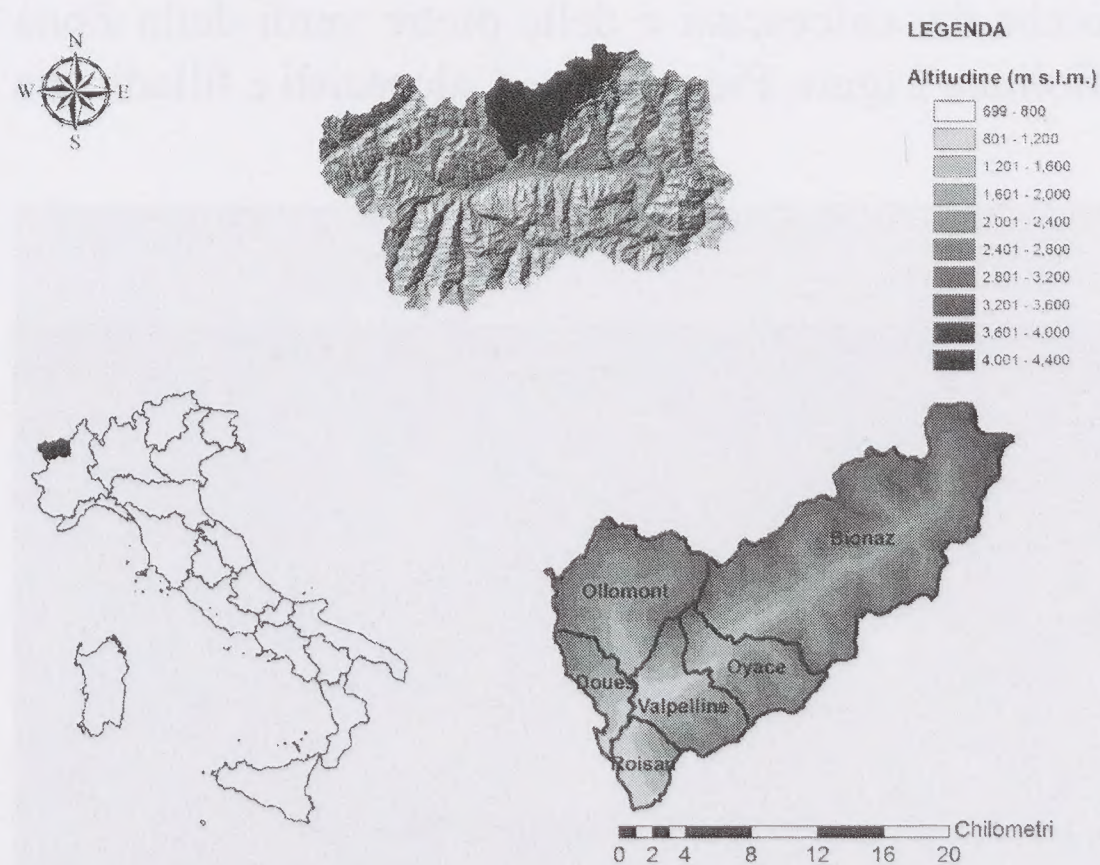 N
W E
S
LEGENDA
Altitudine (m s.l.m.)
699 - 800
801 - 1,200
1.201 - 1,600
1,601 - 2,000
2.001 - 2,400
2.401 - 2,800
2.801 - 3.200
3,201 - 3,600
3,601 - 4.000
4.001 - 4,400
Bionaz
Ollomont
Oyace
Doues
Valpelline
Roisan
Chilometri
0 2 4 8 12 16 20